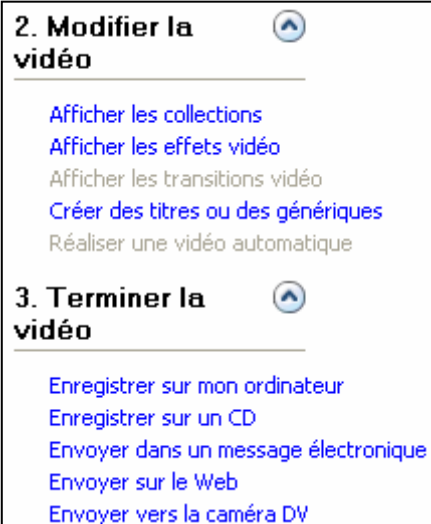 2. Modifier la
vidéo
Afficher les collections
Afficher les effets vidéo
Afficher les transitions vidéo
Créer des titres ou des génériques
Réaliser une vidéo automatique
3. Terminer la
vidéo
Enregistrer sur mon ordinateur
Enregistrer sur un CD
Envoyer dans un message électronique
Envoyer sur le Web
Envoyer vers la caméra DV